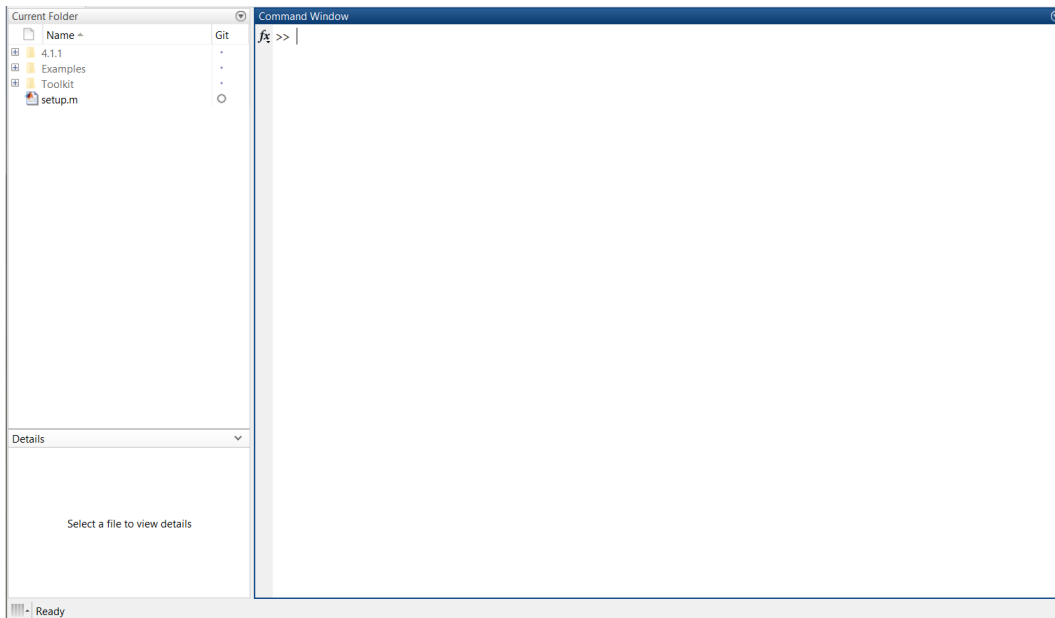 Current Folder
Name Git
4.1.1
Examples
Toolkit
setup.m
Details
Select a file to view details
Command Window
fx >>
Ready